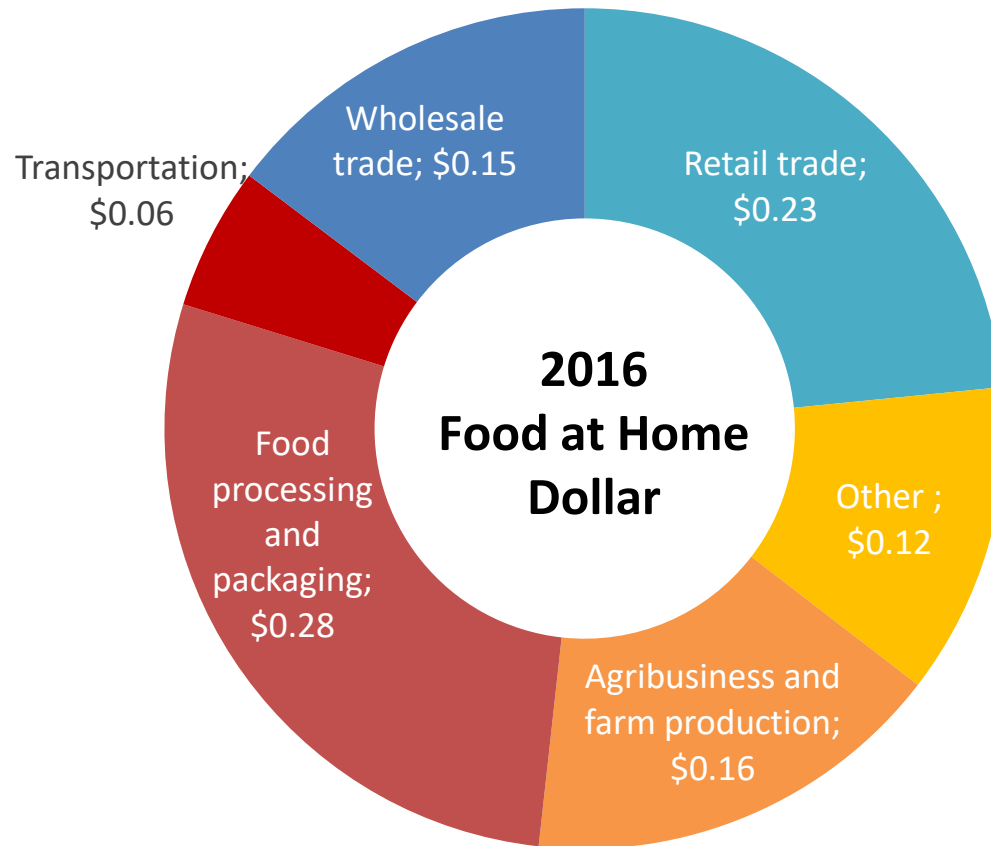 Wholesale
trade; $0.15
Retail trade;
$0.23
Transportation;
$0.06
2016
Food at Home
Dollar
Food
processing
and
packaging;
$0.28
Other ;
$0.12
Agribusiness and
farm production;
$0.16